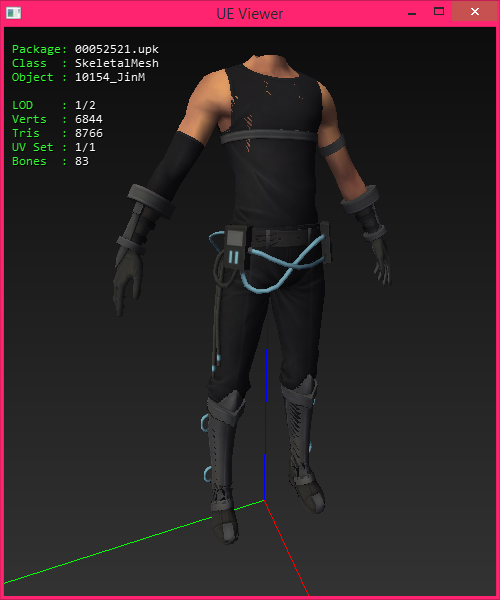 UE Viewer
Package: 00052521.upk
Class  : SkeletalMesh
Object : 10154_JinM
LOD    : 1/2
Verts  : 6844
Tris   : 8766
UV Set : 1/1
Bones  : 83